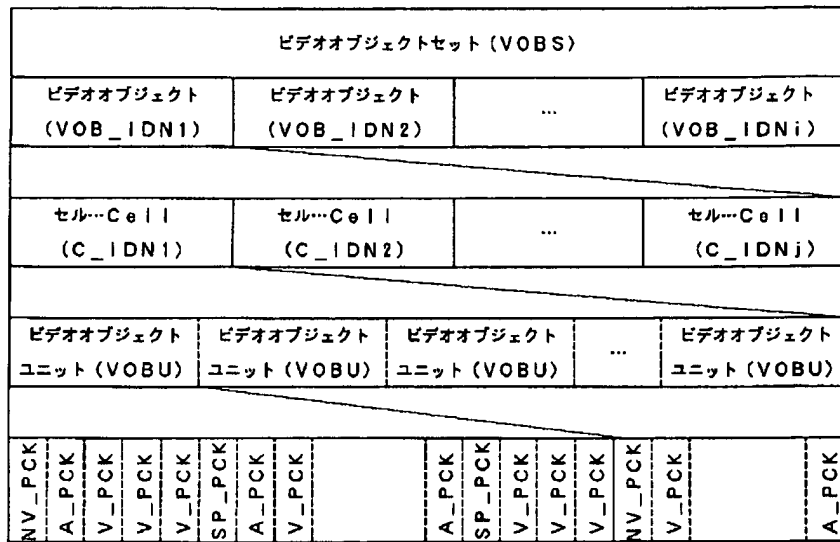 ビデオオブジェクトセット(VOBS)
ビデオオブジェクト
(VOB_IDN1)
ビデオオブジェクト
(VOB_IDN2)
…
ビデオオブジェクト
(VOB_IDNi)
セル…Cell
(C_IDN1)
セル…Cell
(C_IDN2)
…
セル…Cell
(C_IDNj)
ビデオオブジェクト
ユニット(VOBU)
ビデオオブジェクト
ユニット(VOBU)
ビデオオブジェクト
ユニット(VOBU)
…
ビデオオブジェクト
ユニット(VOBU)
NV_PCK
A_PCK
V_PCK
V_PCK
V_PCK
SP_PCK
A_PCK
V_PCK
A_PCK
SP_PCK
V_PCK
V_PCK
V_PCK
NV_PCK
V_PCK
A_PCK